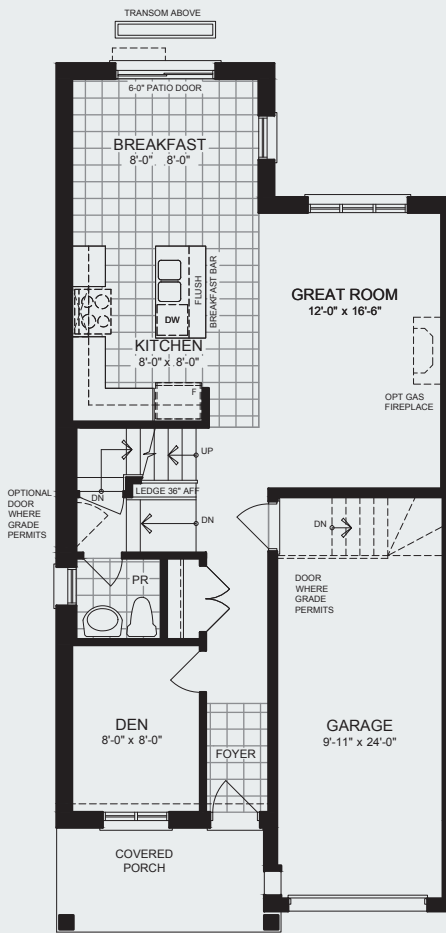 TRANSOM ABOVE
6-0" PATIO DOOR
BREAKFAST
8'-0" 8'-0"
FLUSH
BREAKFAST BAR
DW
KITCHEN
8'-0" x 8'-0"
F
GREAT ROOM
12'-0" x 16'-6"
OPT GAS
FIREPLACE
UP
LEDGE 36" AFF
DN
DN
OPTIONAL
DOOR
WHERE
GRADE
PERMITS
DN
DOOR
WHERE
GRADE
PERMITS
PR
DEN
8'-0" x 8'-0"
FOYER
GARAGE
9'-11" x 24'-0"
COVERED
PORCH